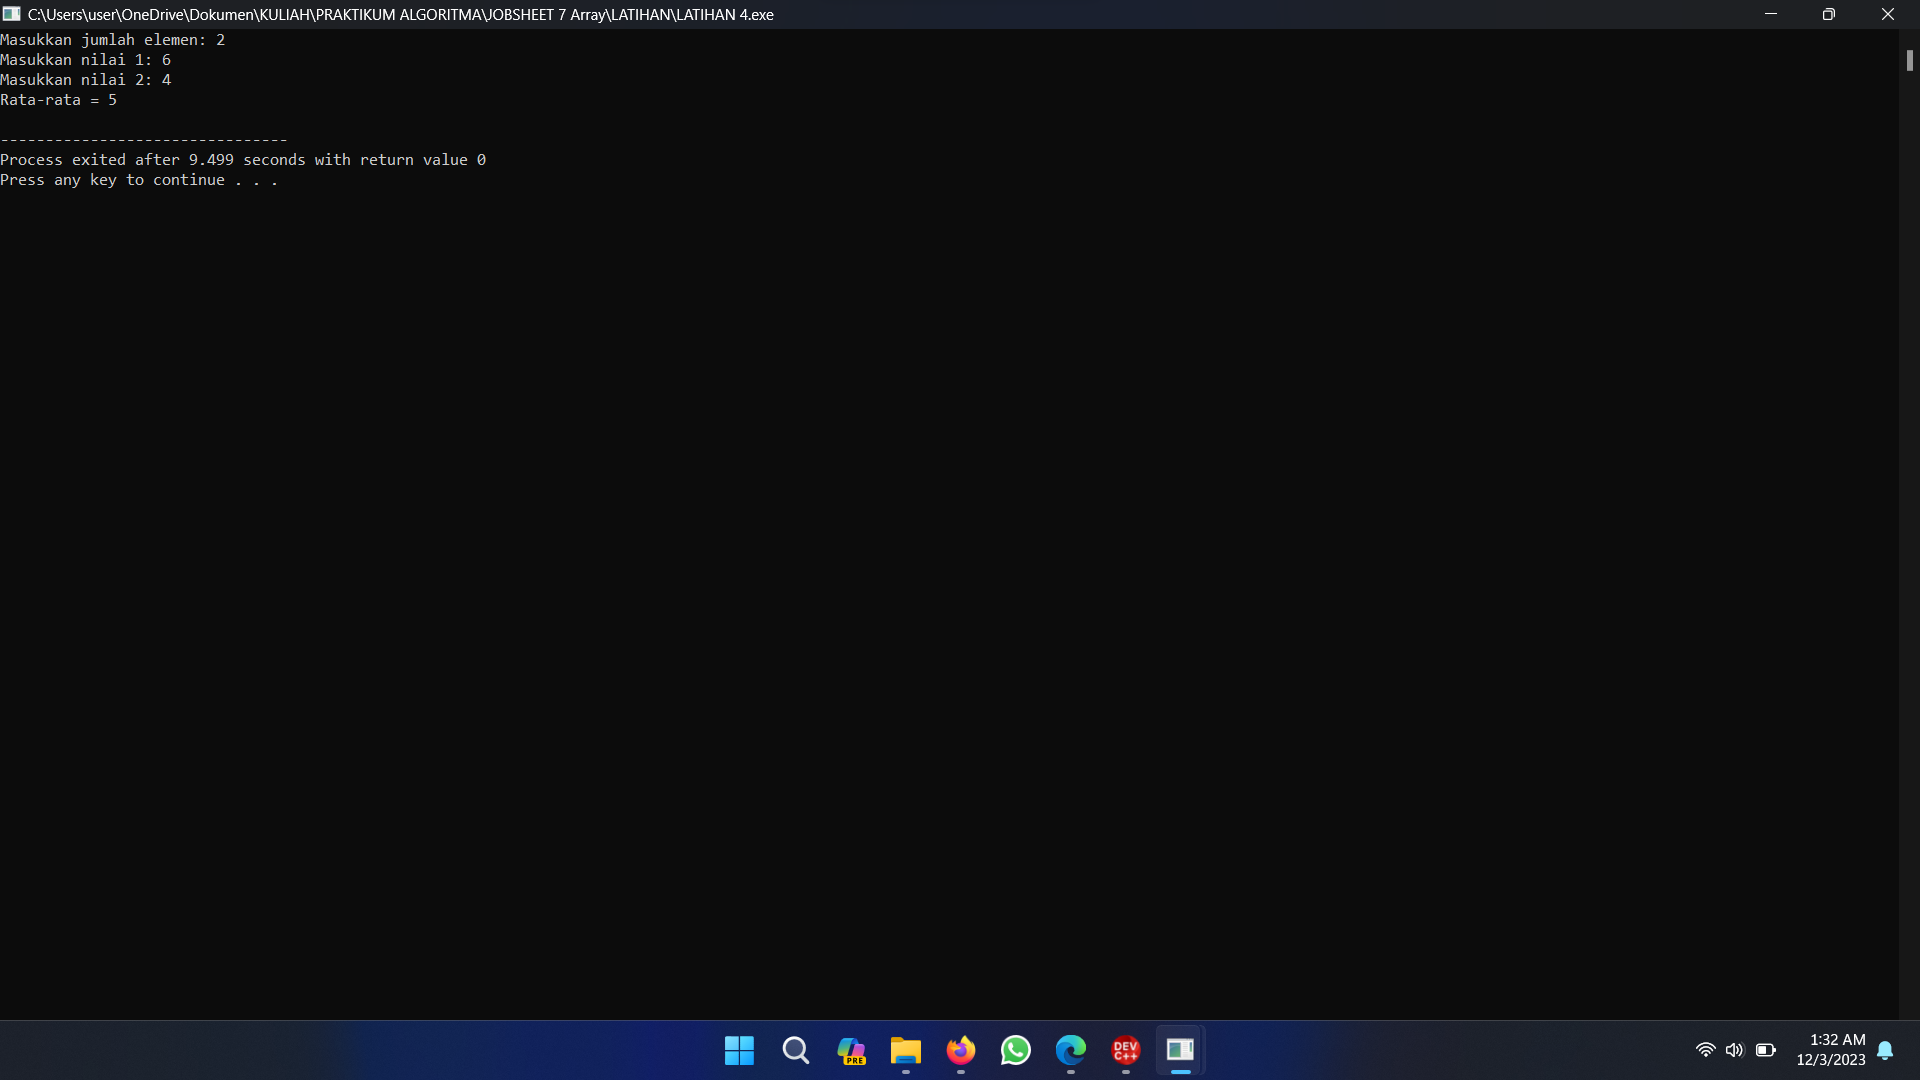 C:\Users\user\OneDrive\Dokumen\KULIAH\PRAKTIKUM ALGORITMA\JOBSHEET 7 Array\LATIHAN\LATIHAN 4.exe
Masukkan jumlah elemen: 2
Masukkan nilai 1: 6
Masukkan nilai 2: 4
Rata-rata = 5
--------------------------------
Process exited after 9.499 seconds with return value 0
Press any key to continue . . .
PRE
DEV
C++
1:32 AM
12/3/2023